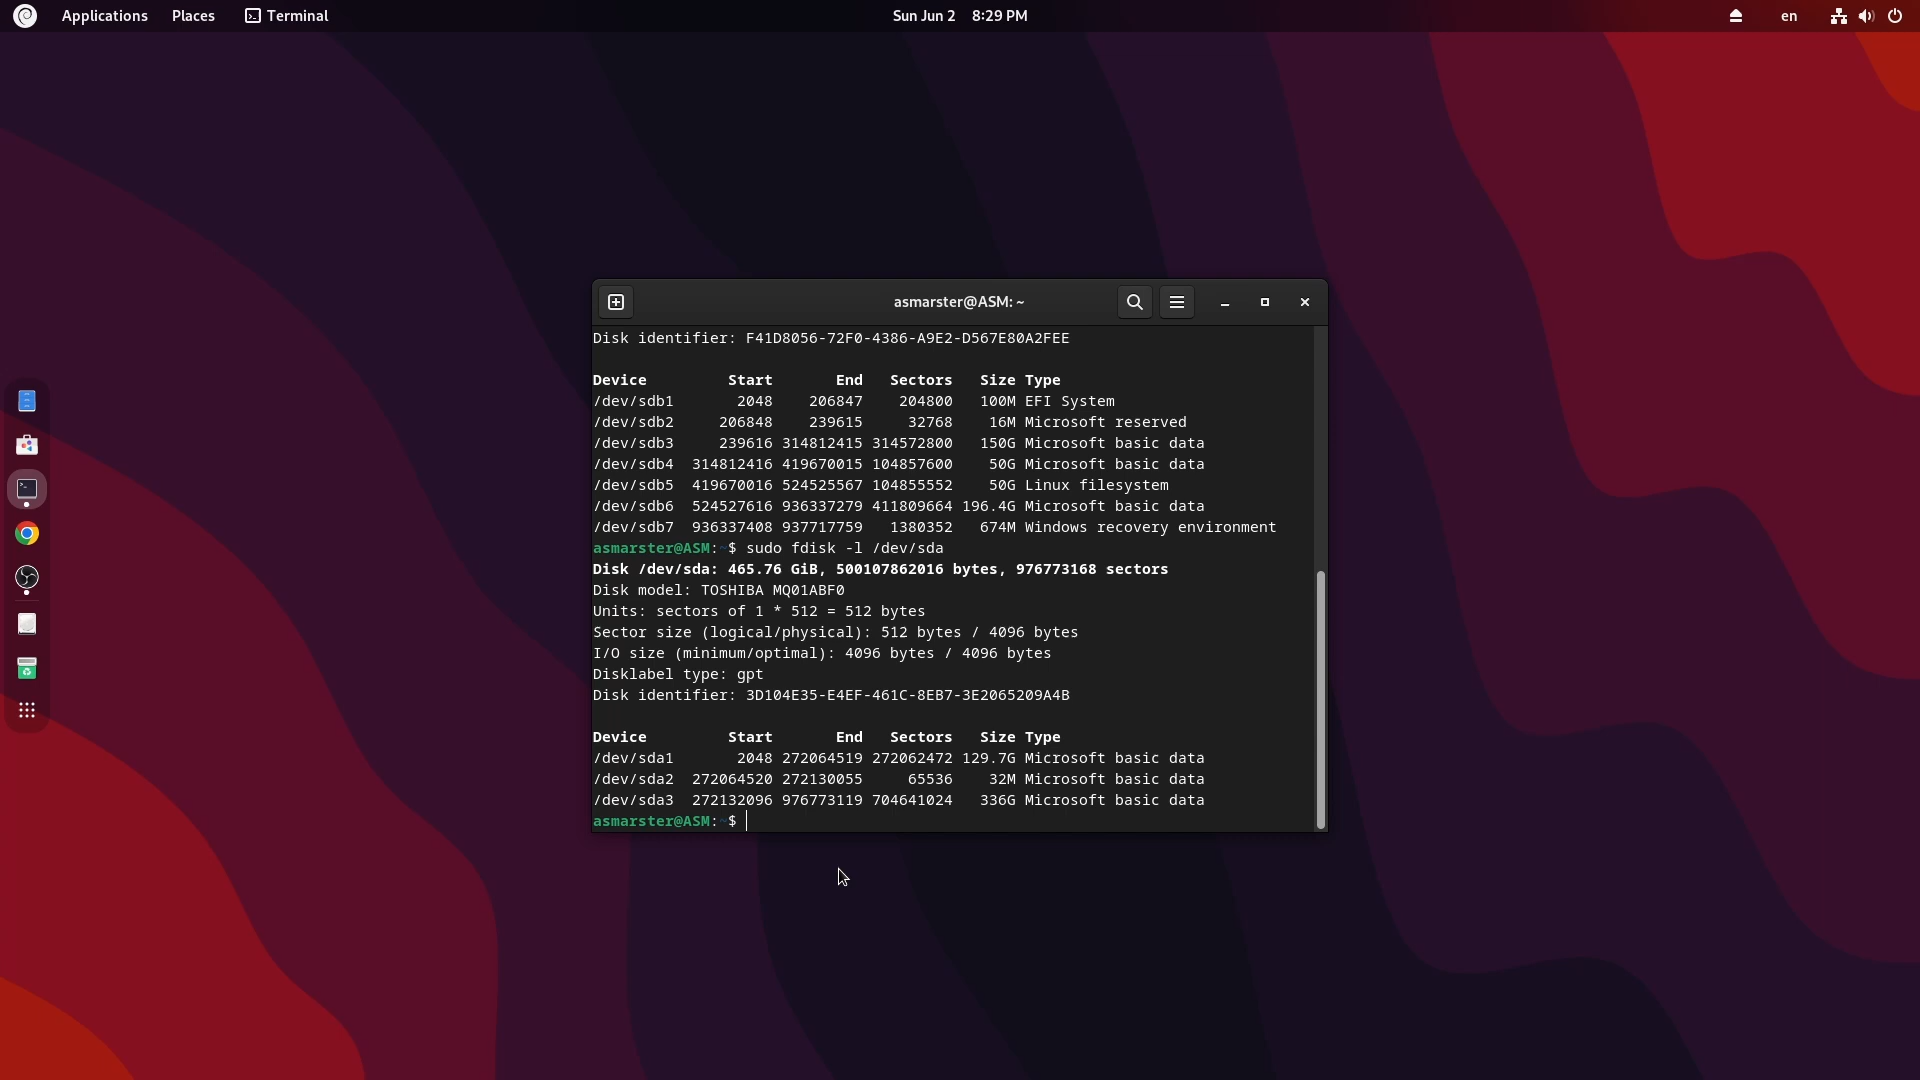 Applications Places Terminal Sun Jun 2 8:29 PM en
asmarster@ASM: ~
Disk identifier: F41D8056-72F0-4386-A9E2-D567E80A2FEE
Device Start End Sectors Size Type
/dev/sdb1 2048 206847 204800 100M EFI System
/dev/sdb2 206848 239615 32768 16M Microsoft reserved
/dev/sdb3 239616 314812415 314572800 150G Microsoft basic data
/dev/sdb4 314812416 419670015 104857600 50G Microsoft basic data
/dev/sdb5 419670016 524525567 104855552 50G Linux filesystem
/dev/sdb6 524527616 936337279 411809664 196.4G Microsoft basic data
/dev/sdb7 936337408 937717759 1380352 674M Windows recovery environment
asmarster@ASM:~$ sudo fdisk -l /dev/sda
Disk /dev/sda: 465.76 GiB, 500107862016 bytes, 976773168 sectors
Disk model: TOSHIBA MQ01ABF0
Units: sectors of 1 * 512 = 512 bytes
Sector size (logical/physical): 512 bytes / 4096 bytes
I/O size (minimum/optimal): 4096 bytes / 4096 bytes
Disklabel type: gpt
Disk identifier: 3D104E35-E4EF-461C-8EB7-3E2065209A4B
Device Start End Sectors Size Type
/dev/sda1 2048 272064519 272062472 129.7G Microsoft basic data
/dev/sda2 272064520 272130055 65536 32M Microsoft basic data
/dev/sda3 272132096 976773119 704641024 336G Microsoft basic data
asmarster@ASM:~$